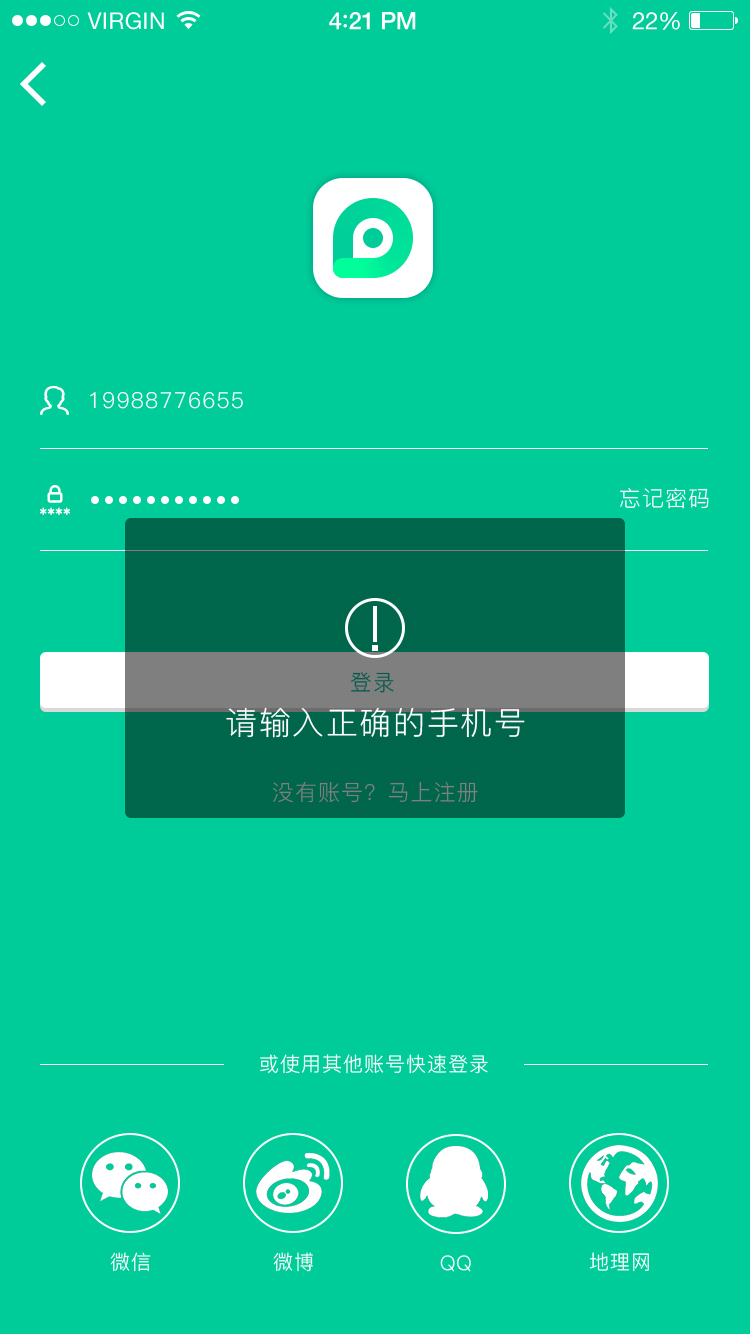 VIRGIN 4:21 PM 22%
19988776655
忘记密码
登录
请输入正确的手机号
没有账号？马上注册
或使用其他账号快速登录
微信 微博 QQ 地理网